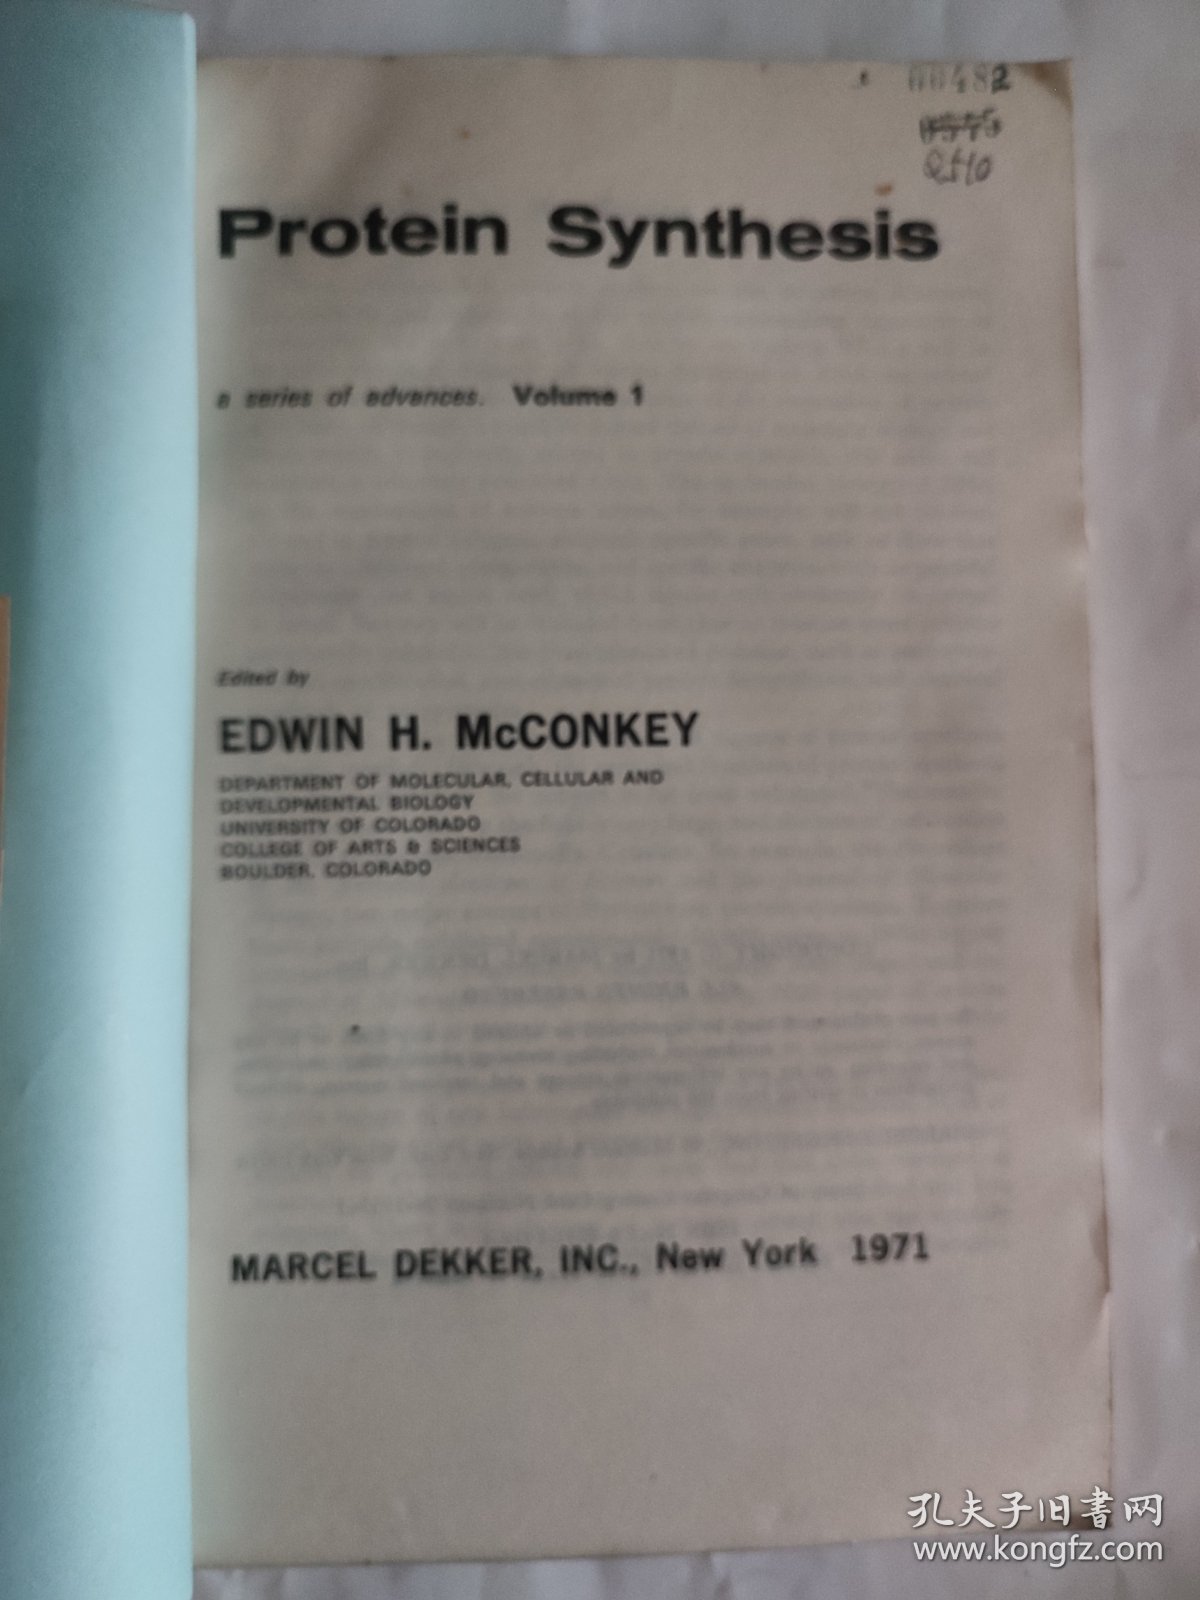 00482
Protein Synthesis
a series of advances. Volume 1
Edited by
EDWIN H. McCONKEY
DEPARTMENT OF MOLECULAR, CELLULAR AND
DEVELOPMENTAL BIOLOGY
UNIVERSITY OF COLORADO
COLLEGE OF ARTS & SCIENCES
BOULDER, COLORADO
MARCEL DEKKER, INC., New York 1971
孔夫子旧书网
www.kongfz.com